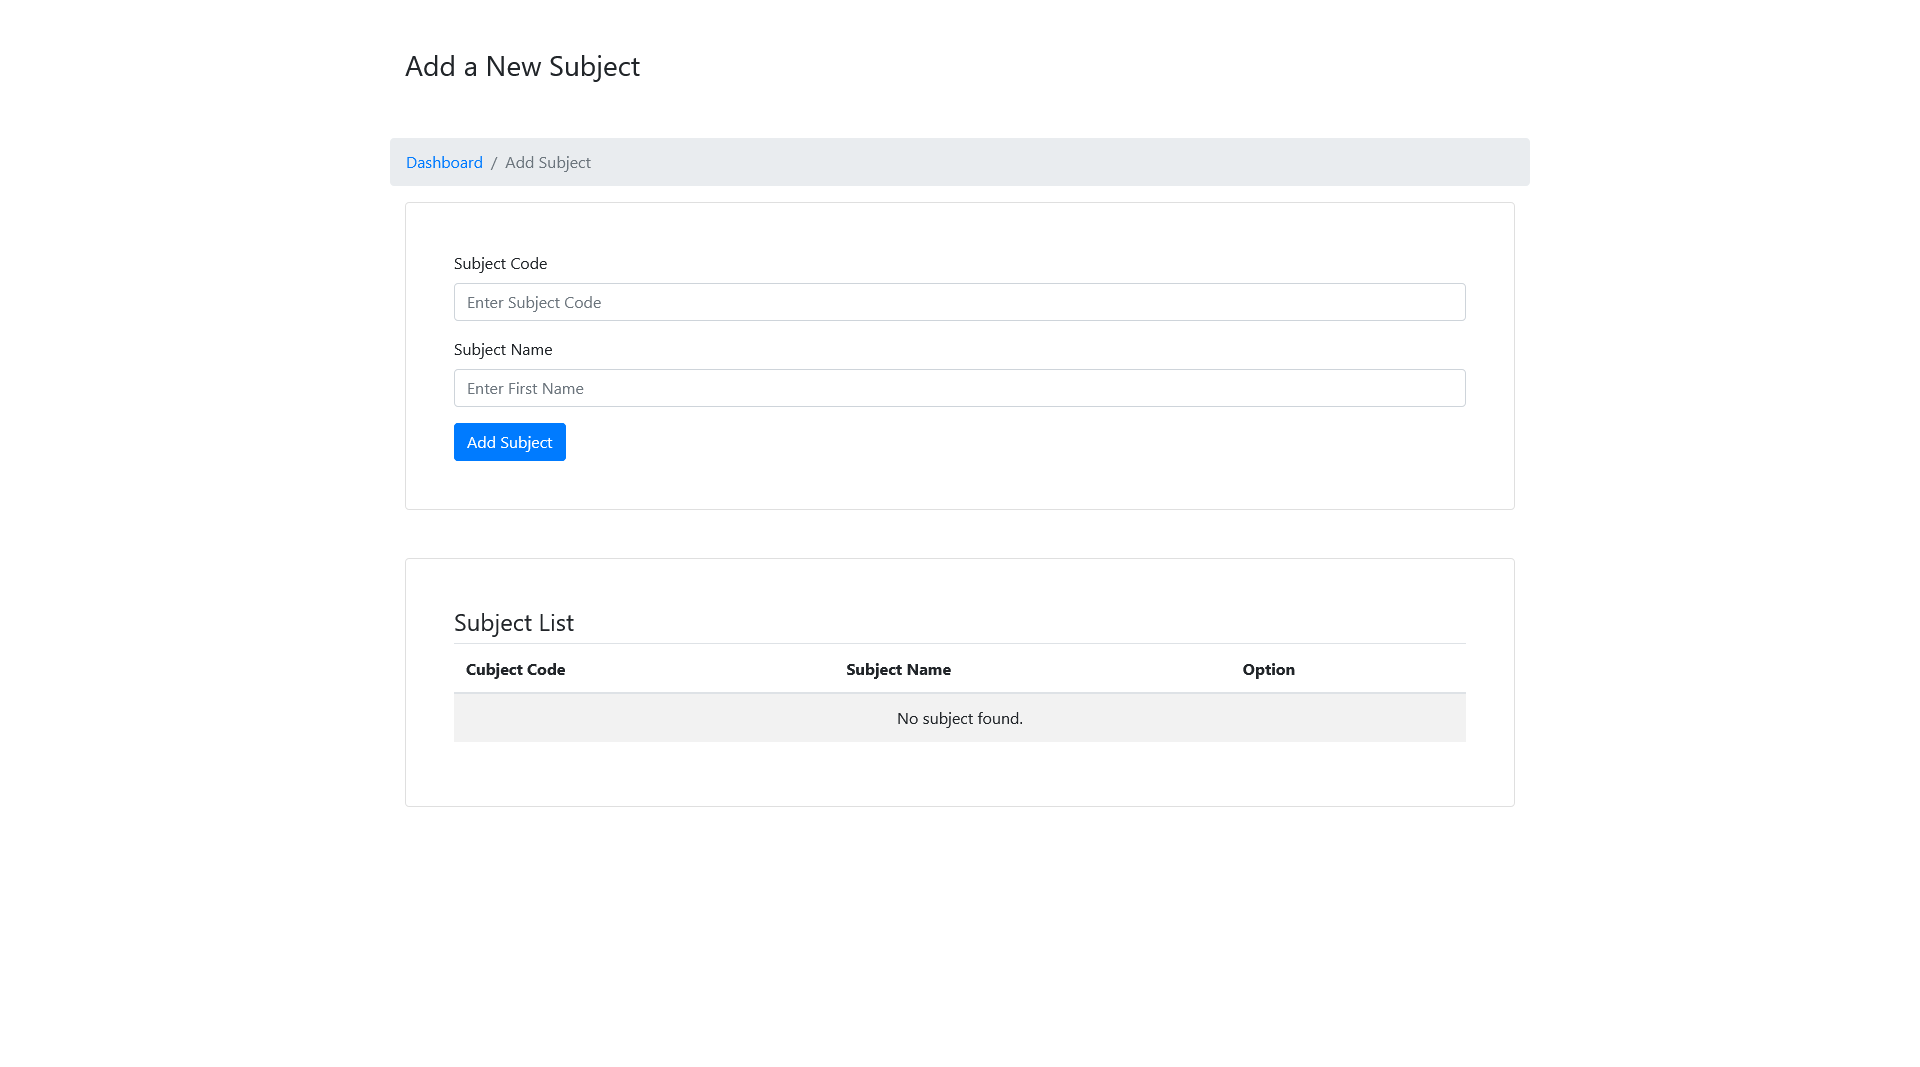 Add a New Subject
Dashboard / Add Subject
Subject Code
Enter Subject Code
Subject Name
Enter First Name
Add Subject
Subject List
Cubject Code Subject Name Option
No subject found.